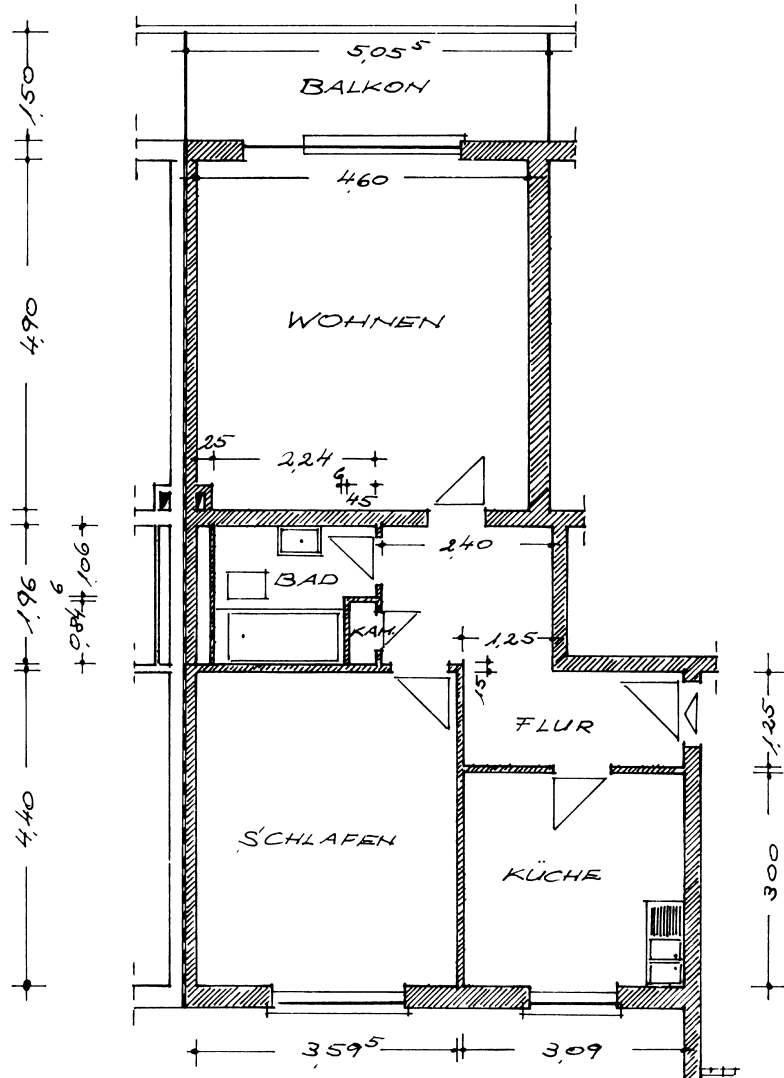 5,05⁵
BALKON
1,50
4,60
4,90
WOHNEN
25
2,24
6
45
2,40
1,96
1,06
6
0,84
BAD
KAM.
1,25
15
FLUR
1,25
4,40
SCHLAFEN
KÜCHE
3,00
3,59⁵
3,09